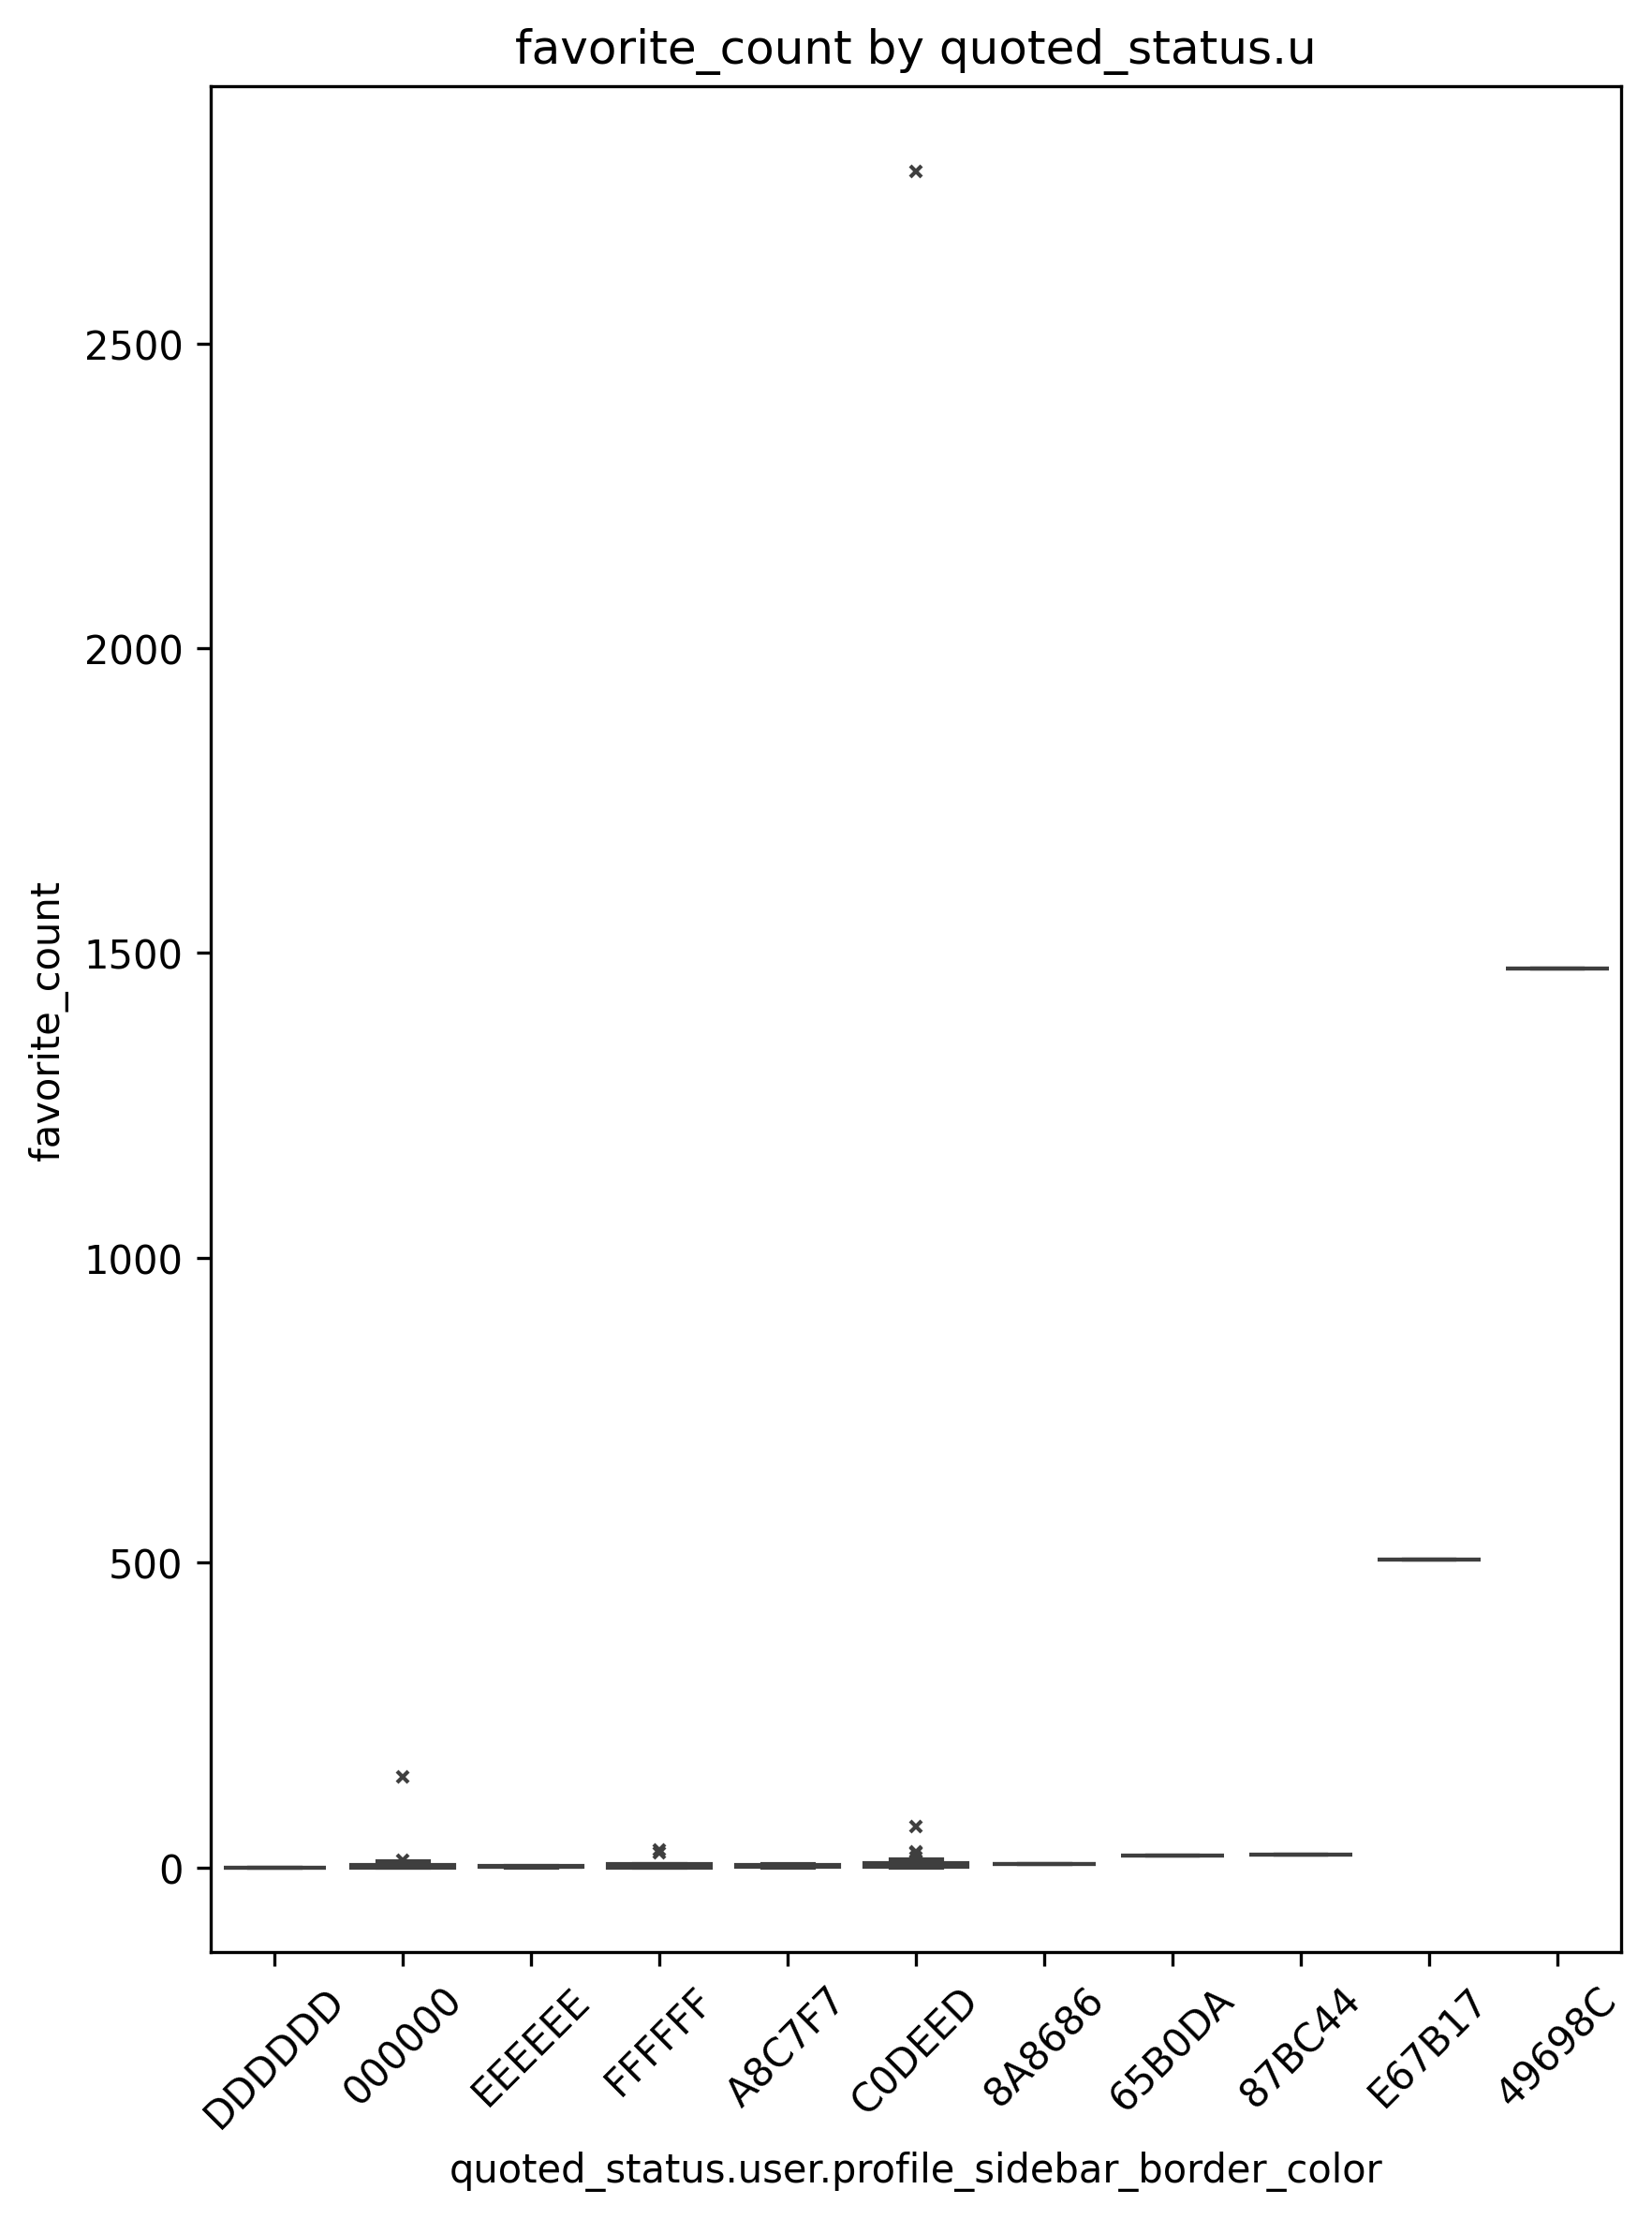 favorite_count by quoted_status.u
favorite_count
2500
2000
1500
1000
500
0
DDDDDD
000000
EEEEEE
FFFFFF
A8C7F7
C0DEED
8A8686
65B0DA
87BC44
E67B17
49698C
quoted_status.user.profile_sidebar_border_color